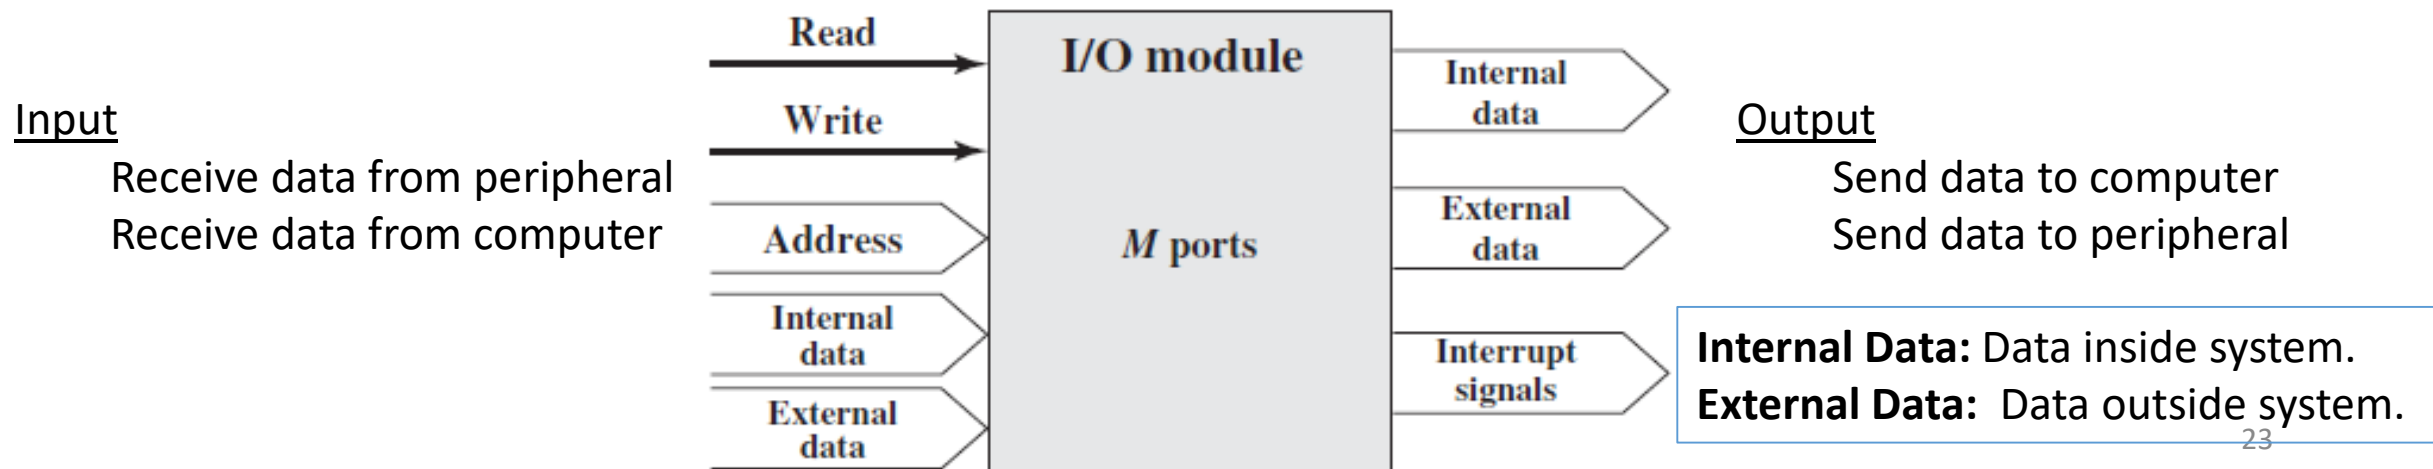 Input
Receive data from peripheral
Receive data from computer
Read
Write
Address
Internal
data
External
data
I/O module
M ports
Internal
data
External
data
Interrupt
signals
Output
Send data to computer
Send data to peripheral
Internal Data: Data inside system.
External Data: Data outside system.
23